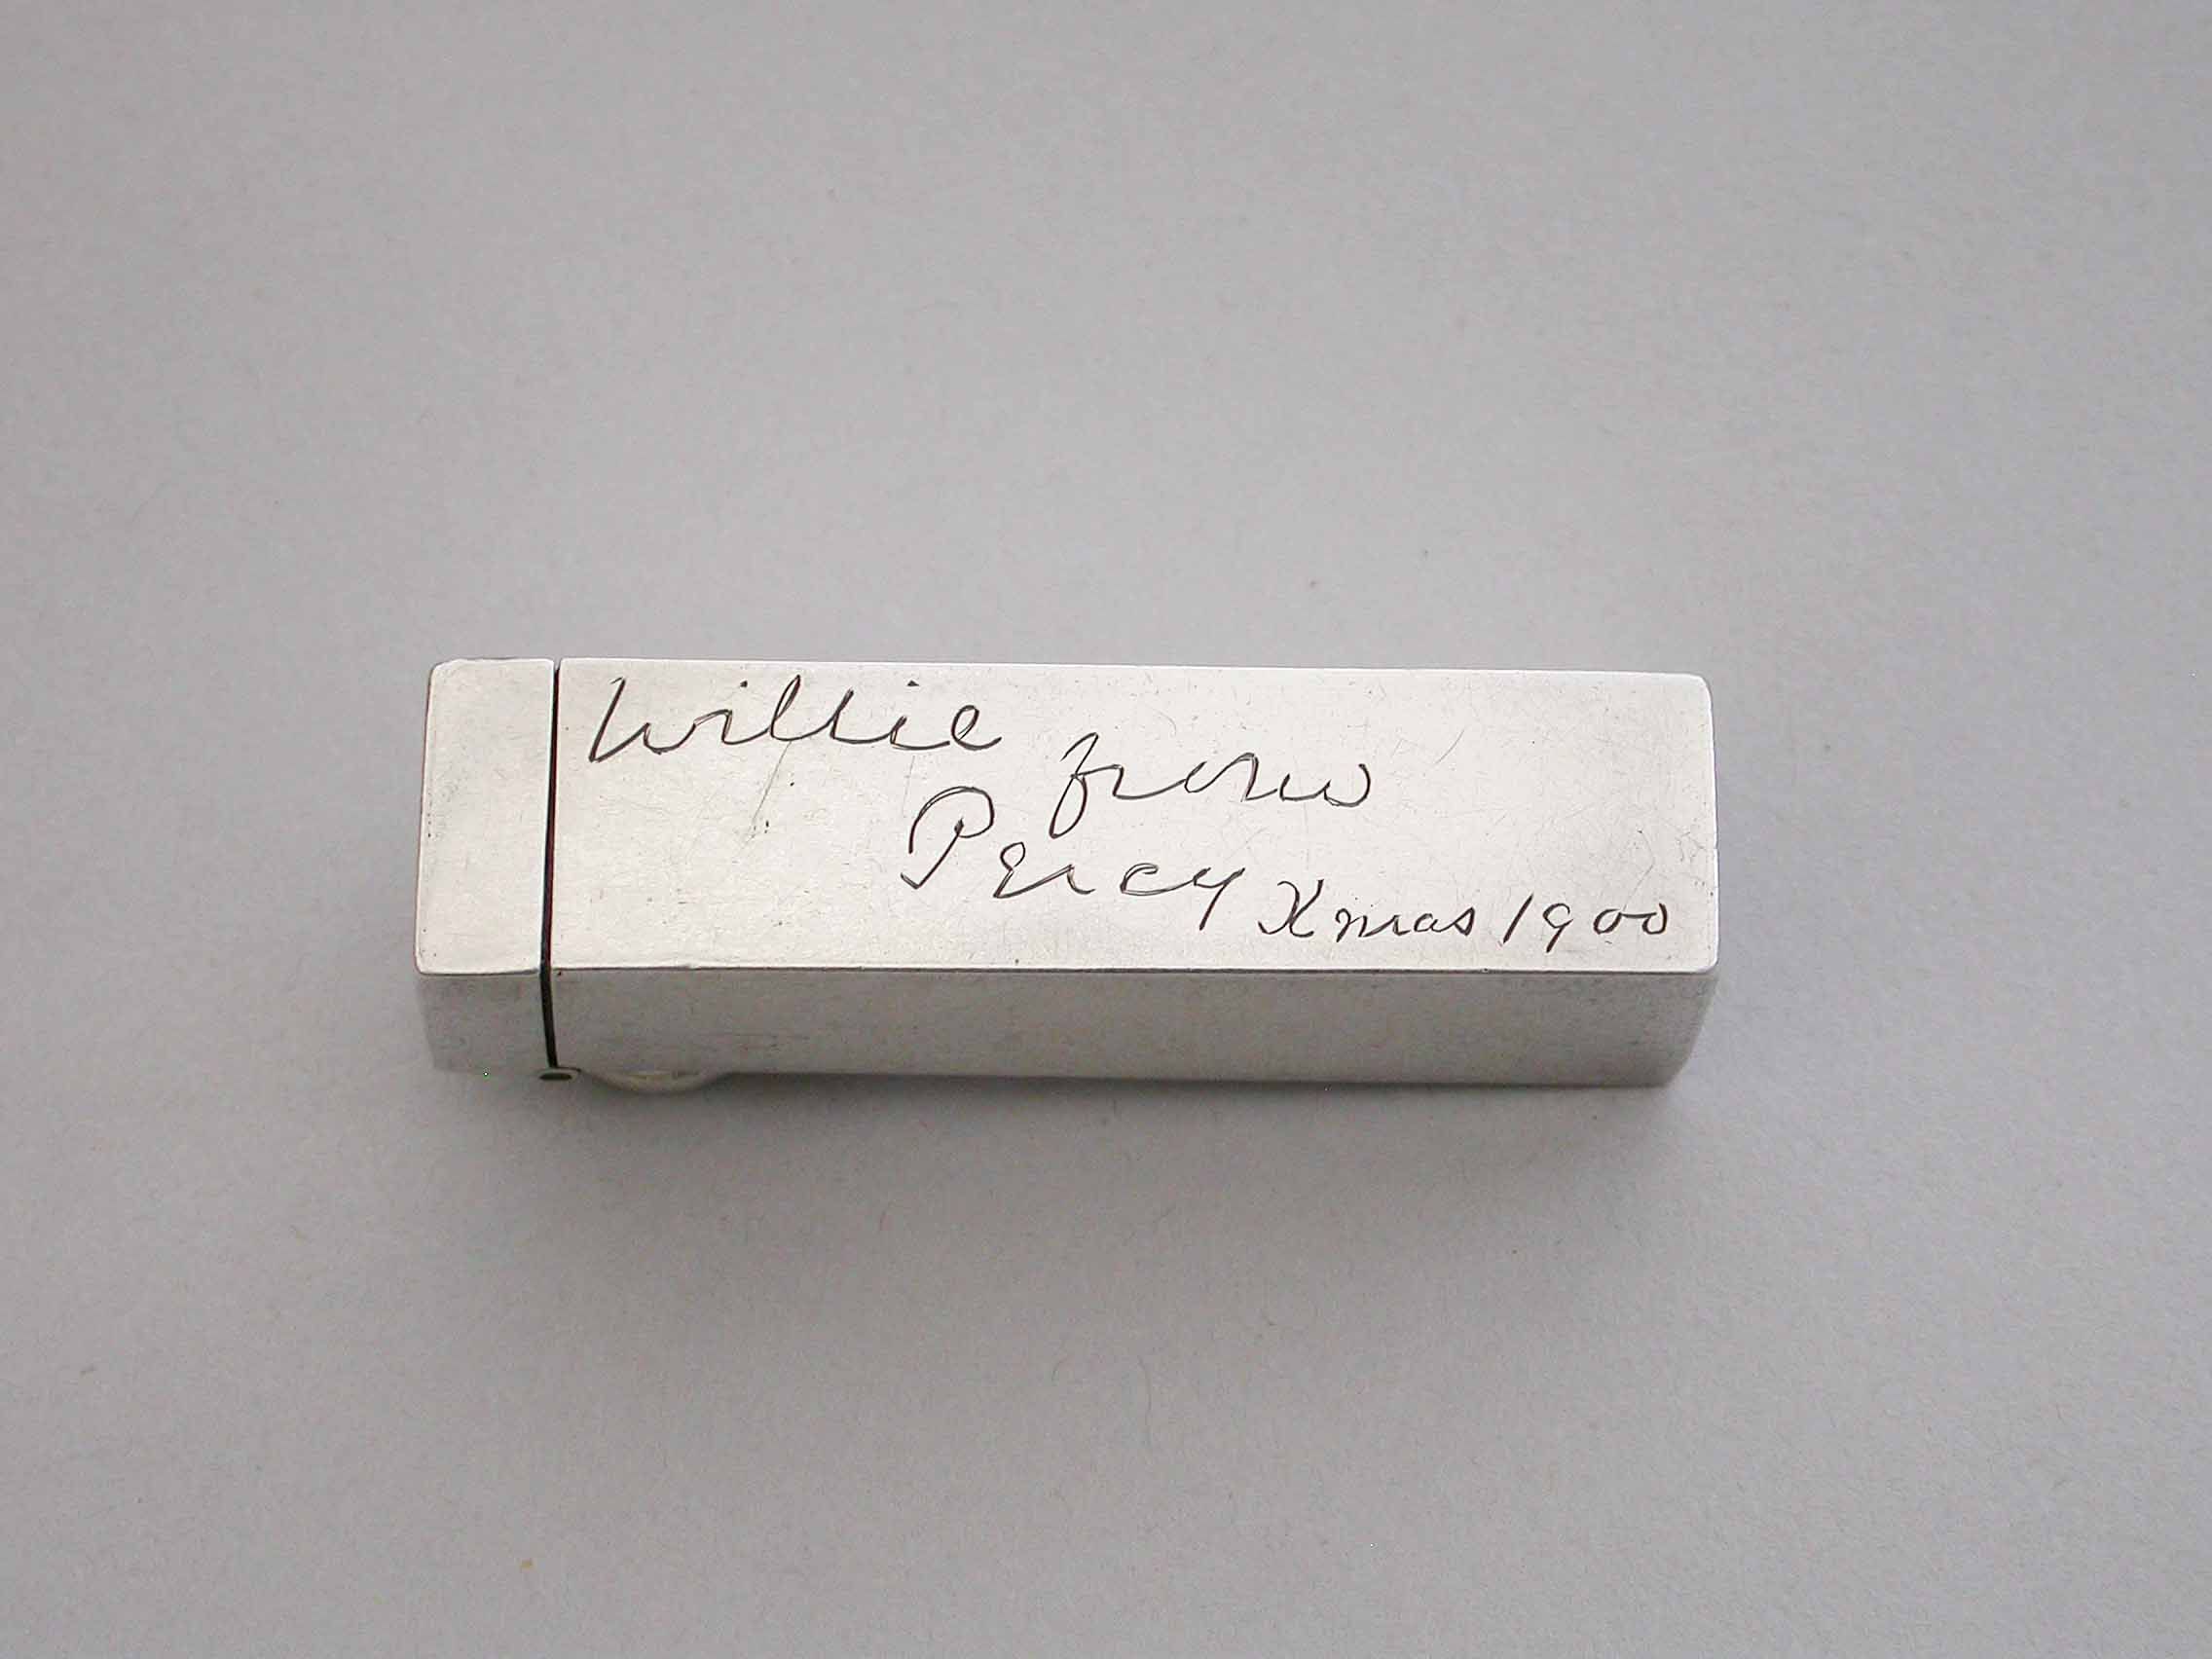 Willie
from
Percy
Xmas 1900